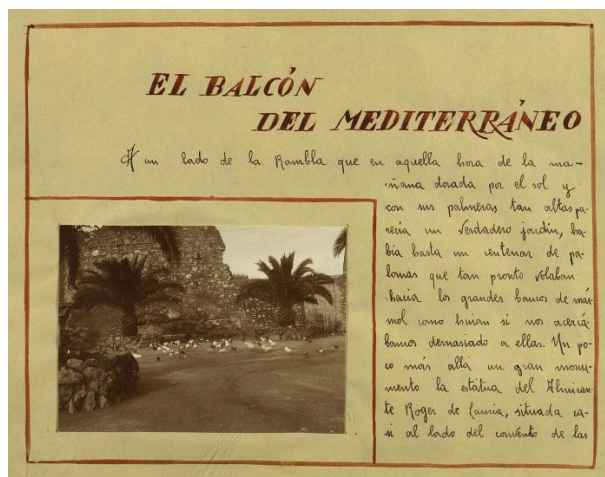 EL BALCÓN
DEL MEDITERRÁNEO
A un lado de la Rambla que en aquella hora de la ma-
ñana dorada por el sol y
con sus palmeras tan altas pa-
recia un verdadero jardín, ha-
bía hasta un centenar de pa-
lomas que tan pronto volaban
hacia los grandes bancos de már-
mol como huian si nos acercá-
bamos demasiado a ellas. Un po-
co más allá un gran monu-
mento la estátua del Almiran-
te Roger de Lauria, situada ca-
si al lado del convento de las